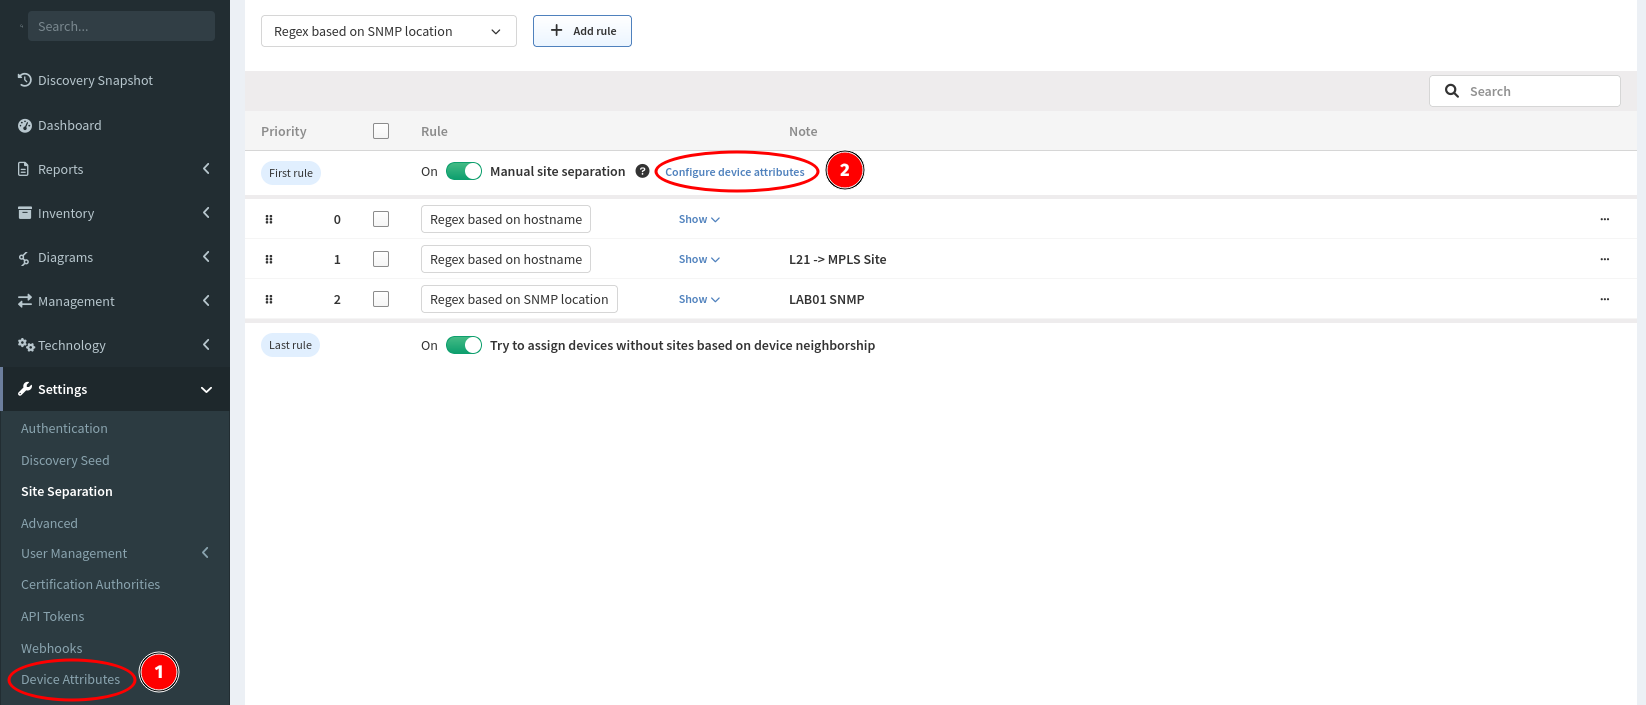 Search...
Discovery Snapshot
Dashboard
Reports
Inventory
Diagrams
Management
Technology
Settings
Authentication
Discovery Seed
Site Separation
Advanced
User Management
Certification Authorities
API Tokens
Webhooks
Device Attributes 1
Regex based on SNMP location Add rule
Search
Priority Rule Note
First rule On Manual site separation ? Configure device attributes 2
0 Regex based on hostname Show ...
1 Regex based on hostname Show L21 -> MPLS Site ...
2 Regex based on SNMP location Show LAB01 SNMP ...
Last rule On Try to assign devices without sites based on device neighborship